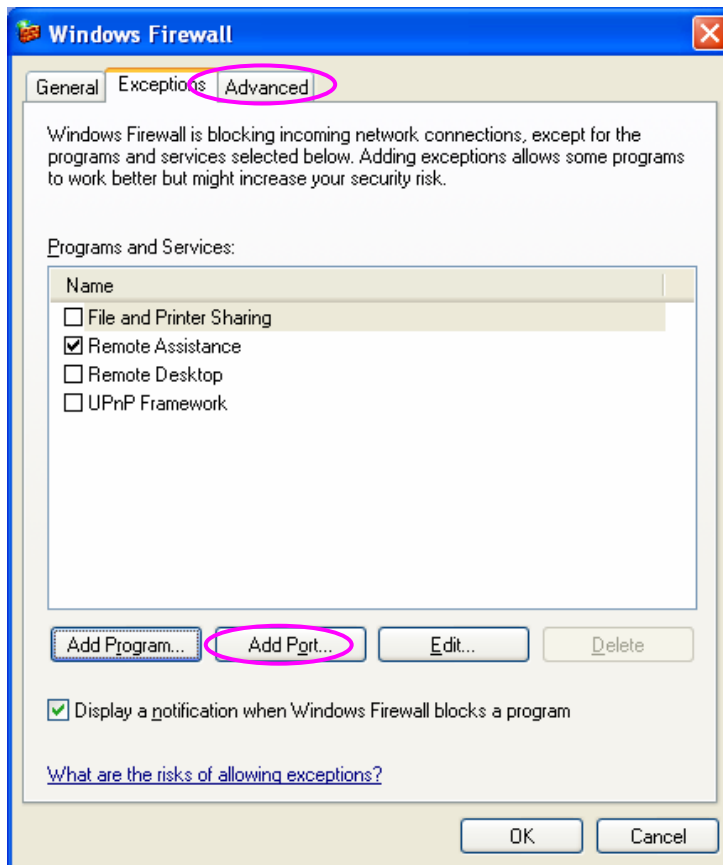 Windows Firewall
General Exceptions Advanced
Windows Firewall is blocking incoming network connections, except for the
programs and services selected below. Adding exceptions allows some programs
to work better but might increase your security risk.
Programs and Services:
Name
File and Printer Sharing
Remote Assistance
Remote Desktop
UPnP Framework
Add Program... Add Port... Edit... Delete
Display a notification when Windows Firewall blocks a program
What are the risks of allowing exceptions?
OK Cancel